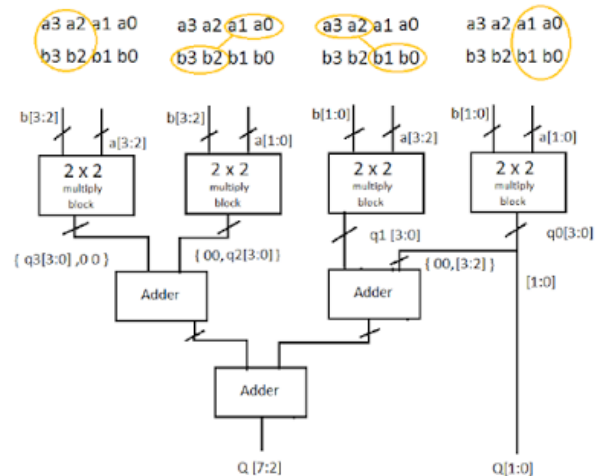 a3 a2 a1 a0 a3 a2 a1 a0 a3 a2 a1 a0 a3 a2 a1 a0
b3 b2 b1 b0 b3 b2 b1 b0 b3 b2 b1 b0 b3 b2 b1 b0
b[3:2] a[3:2] b[3:2] a[1:0] b[1:0] a[3:2] b[1:0] a[1:0]
2 x 2 2 x 2 2 x 2 2 x 2
multiply multiply multiply multiply
block block block block
{ q3[3:0] ,0 0 } { 00, q2[3:0] } q1 [3:0] q0[3:0]
{ 00, [3:2] }
[1:0]
Adder Adder
Adder
Q [7:2] Q[1:0]